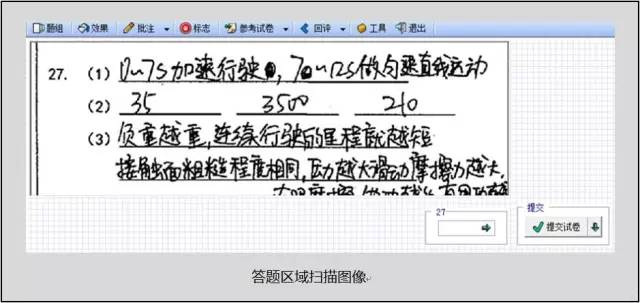 题组 效果 批注 标志 参考试卷 回评 工具 退出
27. (1) 0~7s加速行驶, 7~12s做匀速直线运动
(2) 35 3500 210
(3) 负重越重,连续行驶的里程就越短
接触面粗糙程度相同,压力越大滑动摩擦力越大,
27 提交
提交试卷
答题区域扫描图像